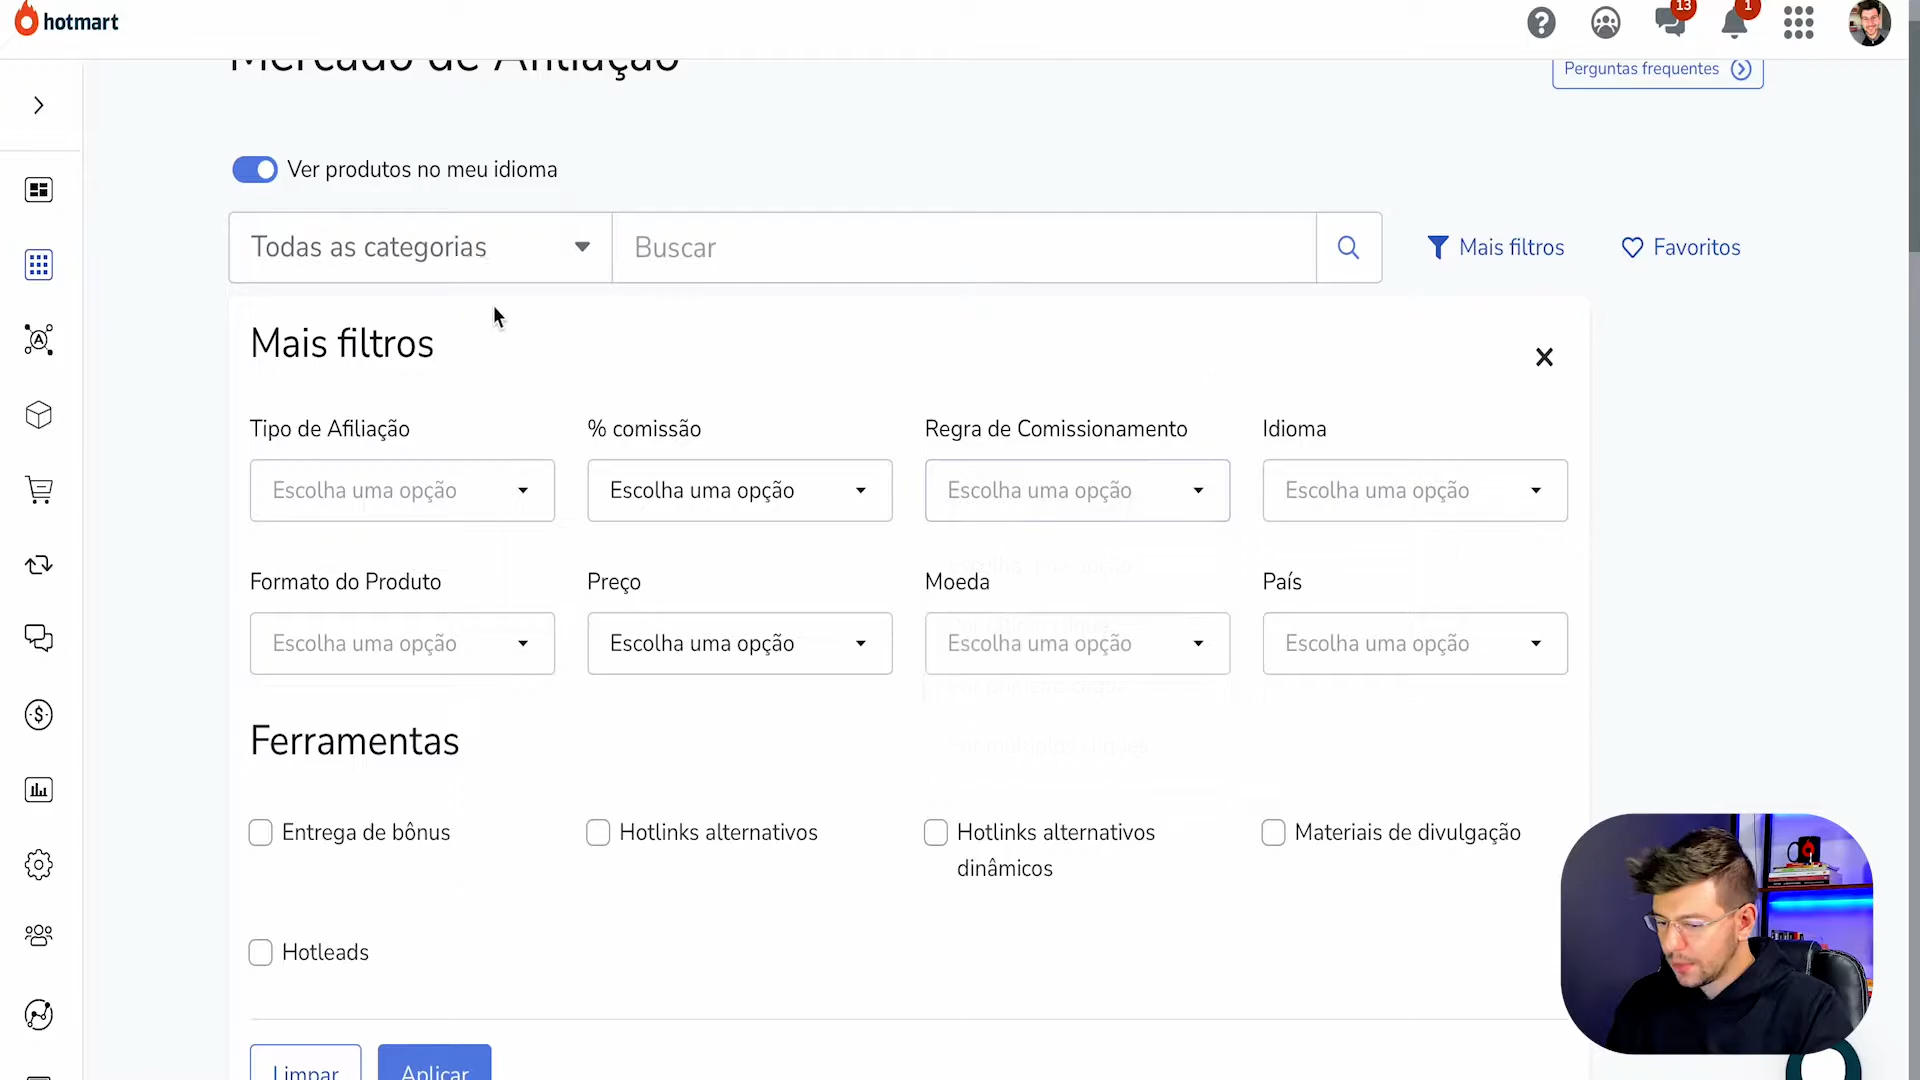 hotmart
13
1
Mercado de Afiliação
Perguntas frequentes
Ver produtos no meu idioma
Todas as categorias
Buscar
Mais filtros
Favoritos
Mais filtros
Tipo de Afiliação
% comissão
Regra de Comissionamento
Idioma
Escolha uma opção
Escolha uma opção
Escolha uma opção
Escolha uma opção
Formato do Produto
Preço
Moeda
País
Escolha uma opção
Escolha uma opção
Escolha uma opção
Escolha uma opção
Ferramentas
Entrega de bônus
Hotlinks alternativos
Hotlinks alternativos
dinâmicos
Materiais de divulgação
Hotleads
Limpar
Aplicar